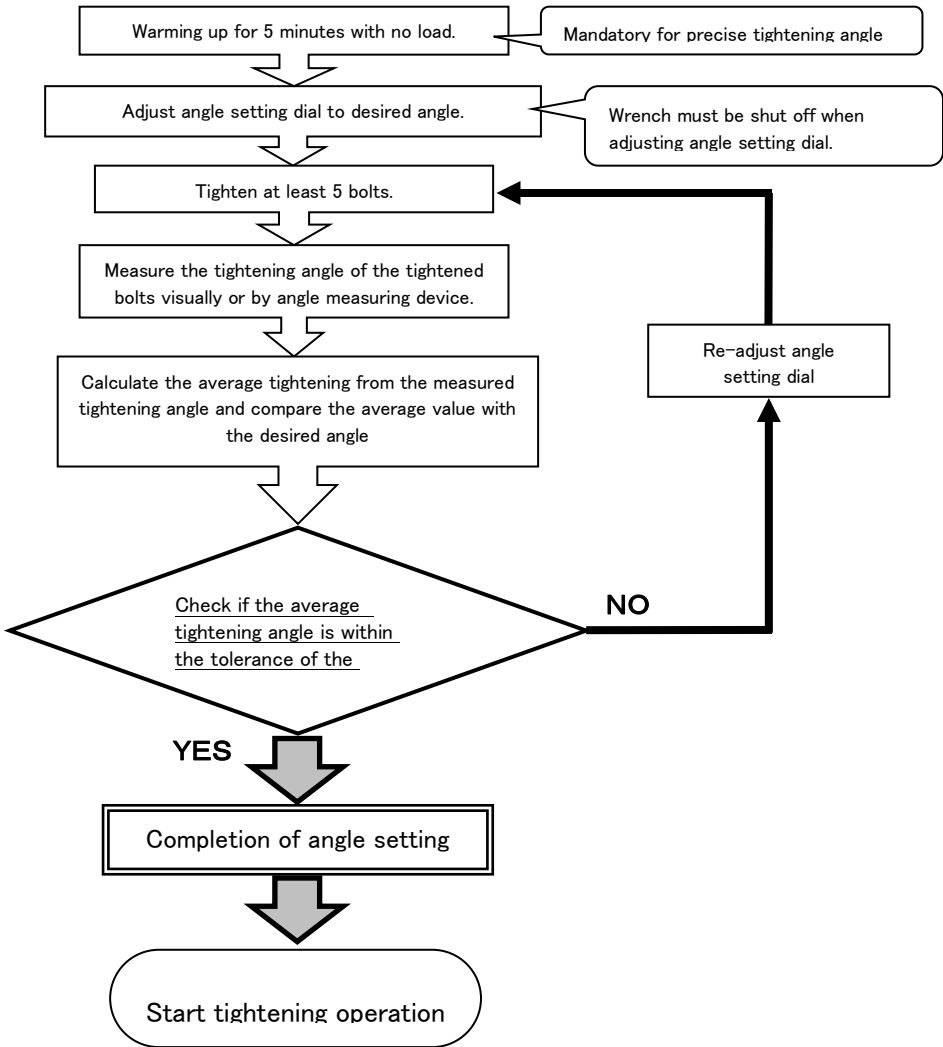 Warming up for 5 minutes with no load.
Mandatory for precise tightening angle
Adjust angle setting dial to desired angle.
Wrench must be shut off when
adjusting angle setting dial.
Tighten at least 5 bolts.
Measure the tightening angle of the tightened
bolts visually or by angle measuring device.
Re-adjust angle
setting dial
Calculate the average tightening from the measured
tightening angle and compare the average value with
the desired angle
Check if the average
tightening angle is within
the tolerance of the
NO
YES
Completion of angle setting
Start tightening operation